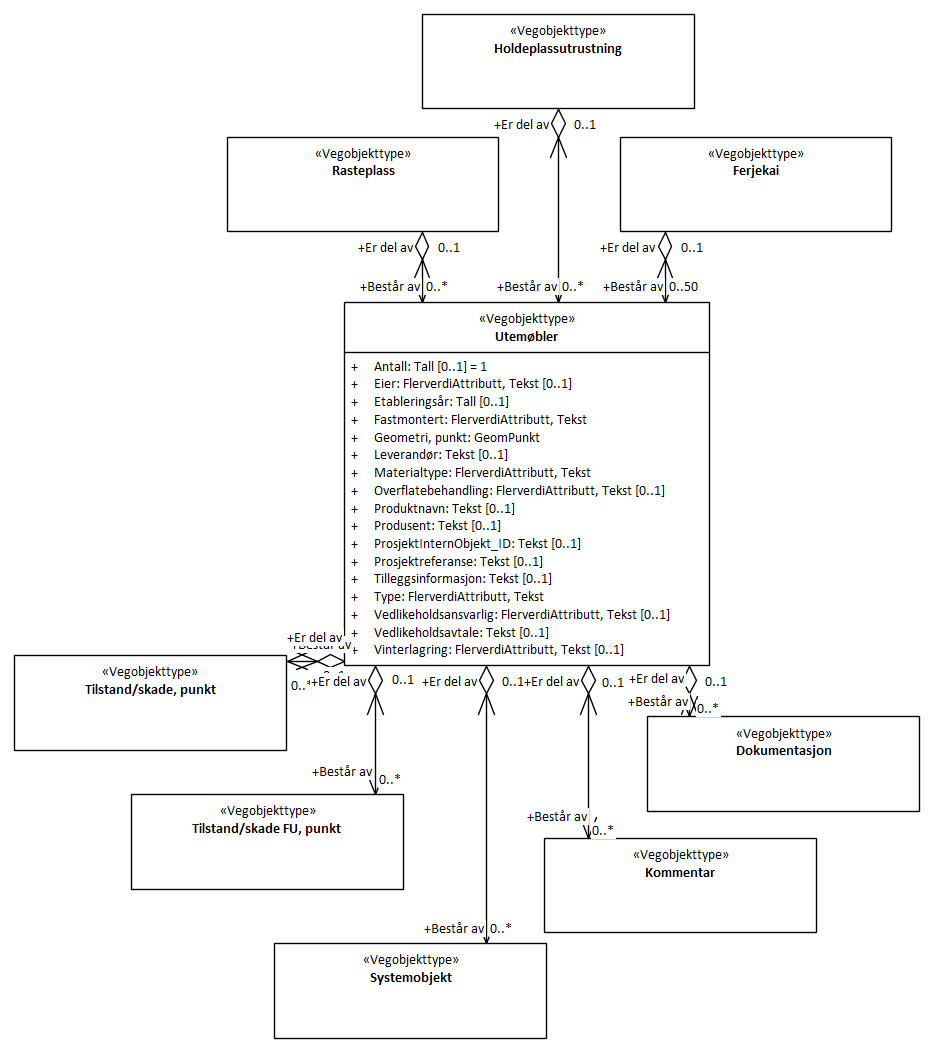 «Vegobjekttype»
Holdeplassutrustning
+Er del av 0..1
«Vegobjekttype»
Rasteplass
«Vegobjekttype»
Ferjekai
+Er del av 0..1
+Er del av 0..1
+Består av 0..*
+Består av 0..*
+Består av 0..50
«Vegobjekttype»
Utemøbler
+ Antall: Tall [0..1] = 1
+ Eier: FlerverdiAttributt, Tekst [0..1]
+ Etableringsår: Tall [0..1]
+ Fastmontert: FlerverdiAttributt, Tekst
+ Geometri, punkt: GeomPunkt
+ Leverandør: Tekst [0..1]
+ Materialtype: FlerverdiAttributt, Tekst
+ Overflatebehandling: FlerverdiAttributt, Tekst [0..1]
+ Produktnavn: Tekst [0..1]
+ Produsent: Tekst [0..1]
+ ProsjektInternObjekt_ID: Tekst [0..1]
+ Prosjektreferanse: Tekst [0..1]
+ Tilleggsinformasjon: Tekst [0..1]
+ Type: FlerverdiAttributt, Tekst
+ Vedlikeholdsansvarlig: FlerverdiAttributt, Tekst [0..1]
+ Vedlikeholdsavtale: Tekst [0..1]
+ Vinterlagring: FlerverdiAttributt, Tekst [0..1]
+Er del av
+Består av
0..*
«Vegobjekttype»
Tilstand/skade, punkt
+Er del av 0..1
+Er del av 0..1
+Er del av 0..1
+Er del av 0..1
+Består av 0..*
«Vegobjekttype»
Dokumentasjon
+Består av 0..*
«Vegobjekttype»
Tilstand/skade FU, punkt
+Består av 0..*
«Vegobjekttype»
Kommentar
+Består av 0..*
«Vegobjekttype»
Systemobjekt